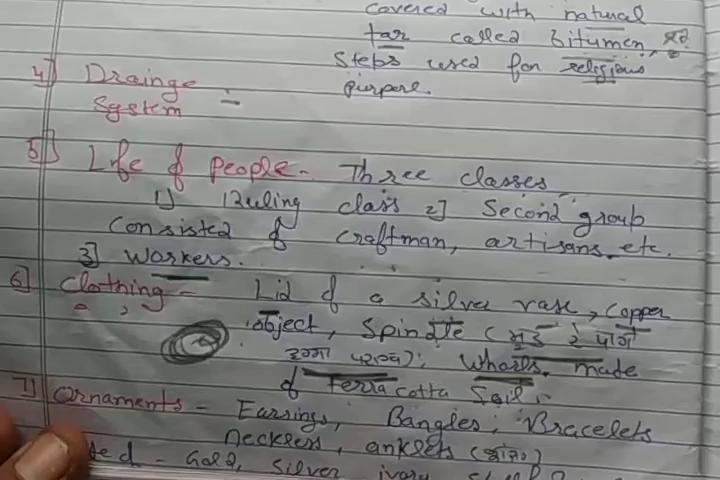 covered with natural
tar called bitumen,
steps used for religious
purpose.
4] Drainge
System -
5] Life of people - Three classes
1) Ruling class 2] Second group
consisted of craftman, artisans, etc.
3] workers.
6] Clothing - Lid of a silver vase, copper
object, Spindle (
Whorls. made
of Terracotta Soil.
7] Ornaments - Earrings, Bangles, Bracelets
Necklers, anklets
- Gold, silver ivory